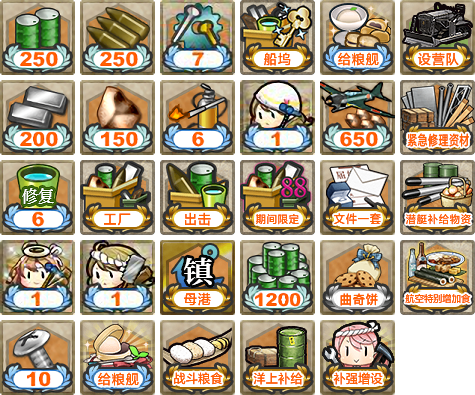 250
250
7
船坞
给粮舰
设营队
200
150
6
1
650
紧急修理资材
修复
6
工厂
出击
88
期间限定
文件一套
潜艇补给物资
1
1
镇
母港
1200
曲奇饼
航空特别增加食
10
给粮舰
战斗粮食
洋上补给
补强增设